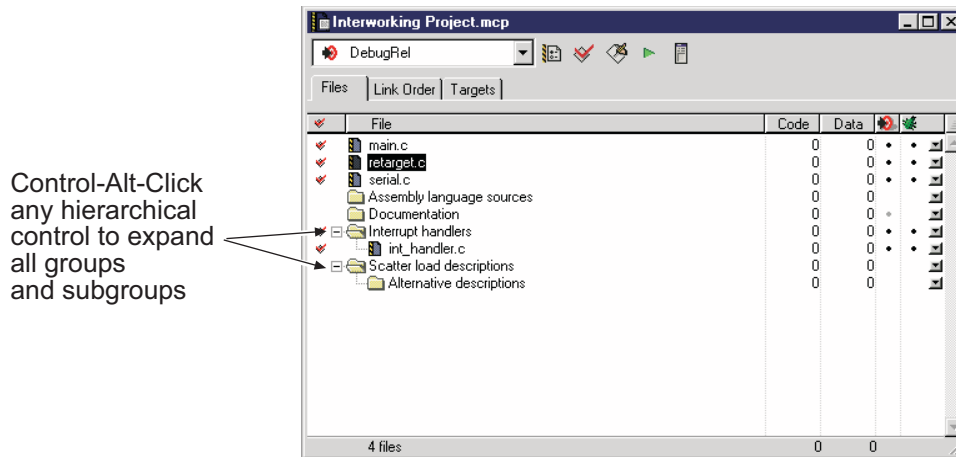 Interworking Project.mcp
DebugRel
Files Link Order Targets
File Code Data
main.c 0 0
retarget.c 0 0
serial.c 0 0
Assembly language sources 0 0
Documentation 0 0
Interrupt handlers 0 0
int_handler.c 0 0
Scatter load descriptions 0 0
Alternative descriptions 0 0
4 files 0 0
Control-Alt-Click
any hierarchical
control to expand
all groups
and subgroups